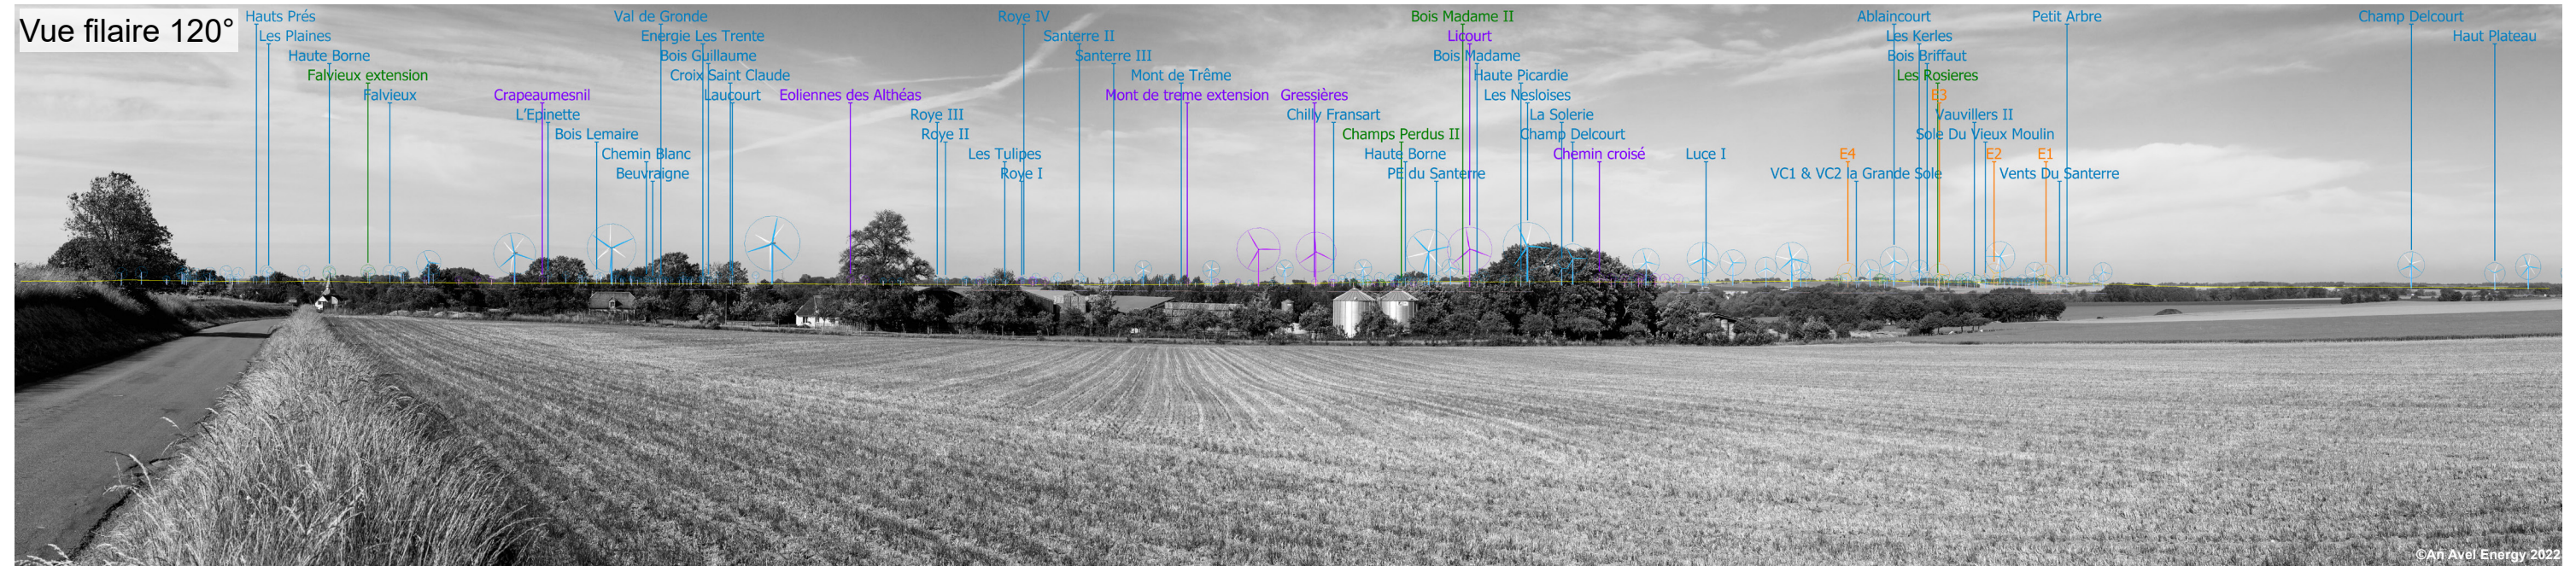 Vue filaire 120°
Hauts Prés
Les Plaines
Haute Borne
Falvieux extension
Falvieux
Crapeaumesnil
L'Epinette
Bois Lemaire
Chemin Blanc
Beuvraigne
Val de Gronde
Energie Les Trente
Bois Guillaume
Croix Saint Claude
Laucourt
Eoliennes des Althéas
Roye III
Roye II
Les Tulipes
Roye I
Roye IV
Santerre II
Santerre III
Mont de Trême
Mont de treme extension
Gressières
Chilly Fransart
Champs Perdus II
Haute Borne
PE du Santerre
Bois Madame II
Licourt
Bois Madame
Haute Picardie
Les Nesloises
La Solerie
Champ Delcourt
Chemin croisé
Luce I
E4
VC1 & VC2 la Grande Sole
Ablaincourt
Les Kerles
Bois Briffaut
Les Rosieres
E3
Vauvillers II
Sole Du Vieux Moulin
E2
E1
Vents Du Santerre
Petit Arbre
Champ Delcourt
Haut Plateau
©An Avel Energy 2022